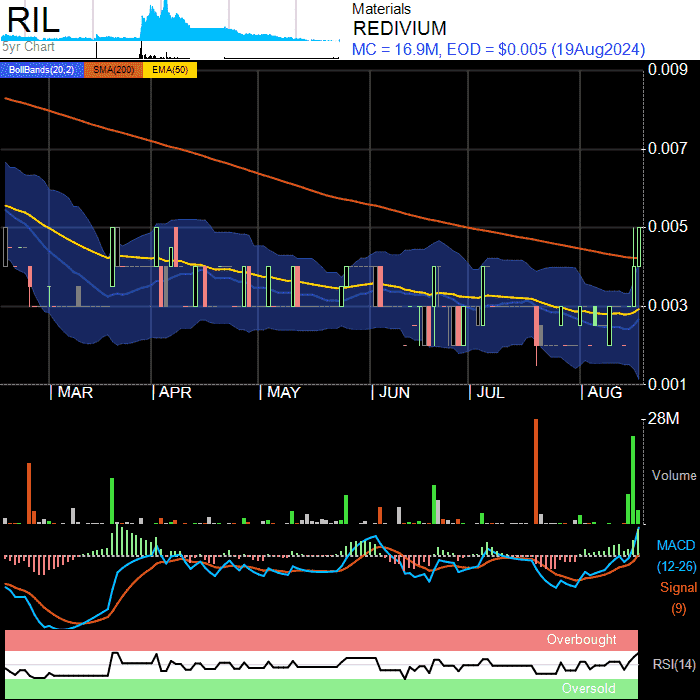 RIL
5yr Chart
Materials
REDIVIUM
MC = 16.9M, EOD = $0.005 (19Aug2024)
BollBands(20,2) SMA(200) EMA(50)
0.009
0.007
0.005
0.003
0.001
MAR APR MAY JUN JUL AUG
28M
Volume
MACD
(12-26)
Signal
(9)
Overbought
RSI(14)
Oversold